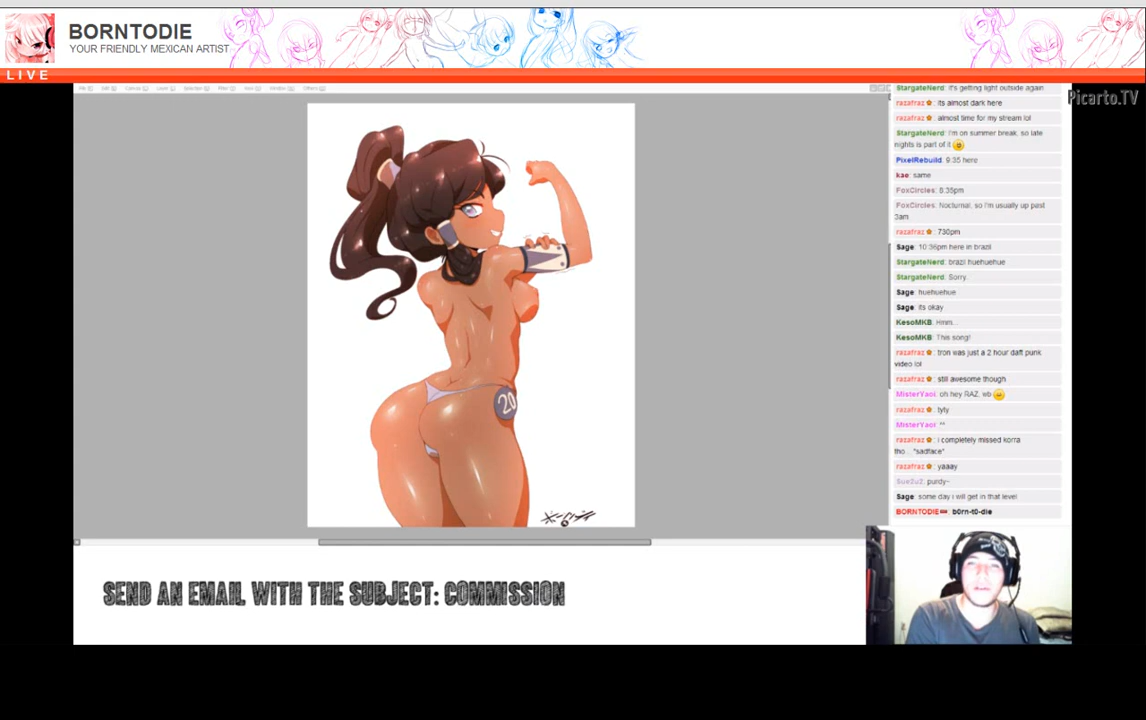 BORNTODIE
YOUR FRIENDLY MEXICAN ARTIST
LIVE
Picarto.TV
StargateNerd: It's getting light outside again
razafraz: its almost dark here
razafraz: almost time for my stream lol
StargateNerd: I'm on summer break, so late
nights is part of it
PixelRebuild: 9:35 here
kae: same
FoxCircles: 8:35pm
FoxCircles: Nocturnal, so I'm usually up past
3am
razafraz: 730pm
Sage: 10:36pm here in brazil
StargateNerd: brazil huehuehue
StargateNerd: Sorry.
Sage: huehuehue
Sage: its okay
KesoMKB: Hmm...
KesoMKB: This song!
razafraz: tron was just a 2 hour daft punk
video lol
razafraz: still awesome though
MisterYaoi: oh hey RAZ. wb
razafraz: tyty
MisterYaoi: ^^
razafraz: i completely missed korra
tho... *sadface*
razafraz: yaaay
Sue2u2: purdy~
Sage: some day i will get in that level
BORNTODIE: b0rn-t0-die
20
SEND AN EMAIL WITH THE SUBJECT: COMMISSION